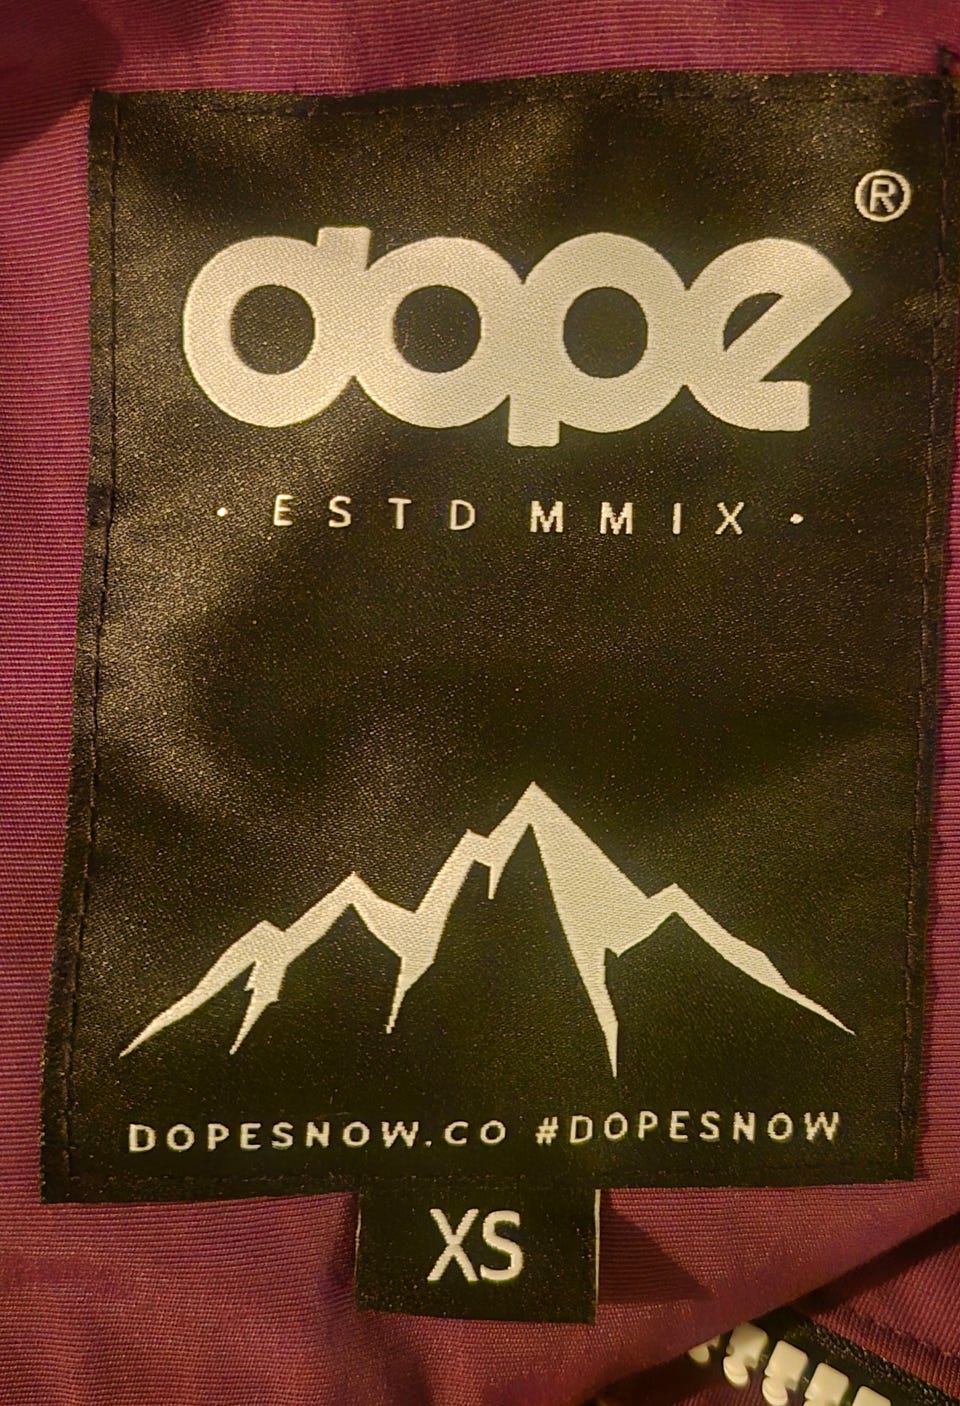 dope®
· ESTD MMIX ·
DOPESNOW.CO #DOPESNOW
XS